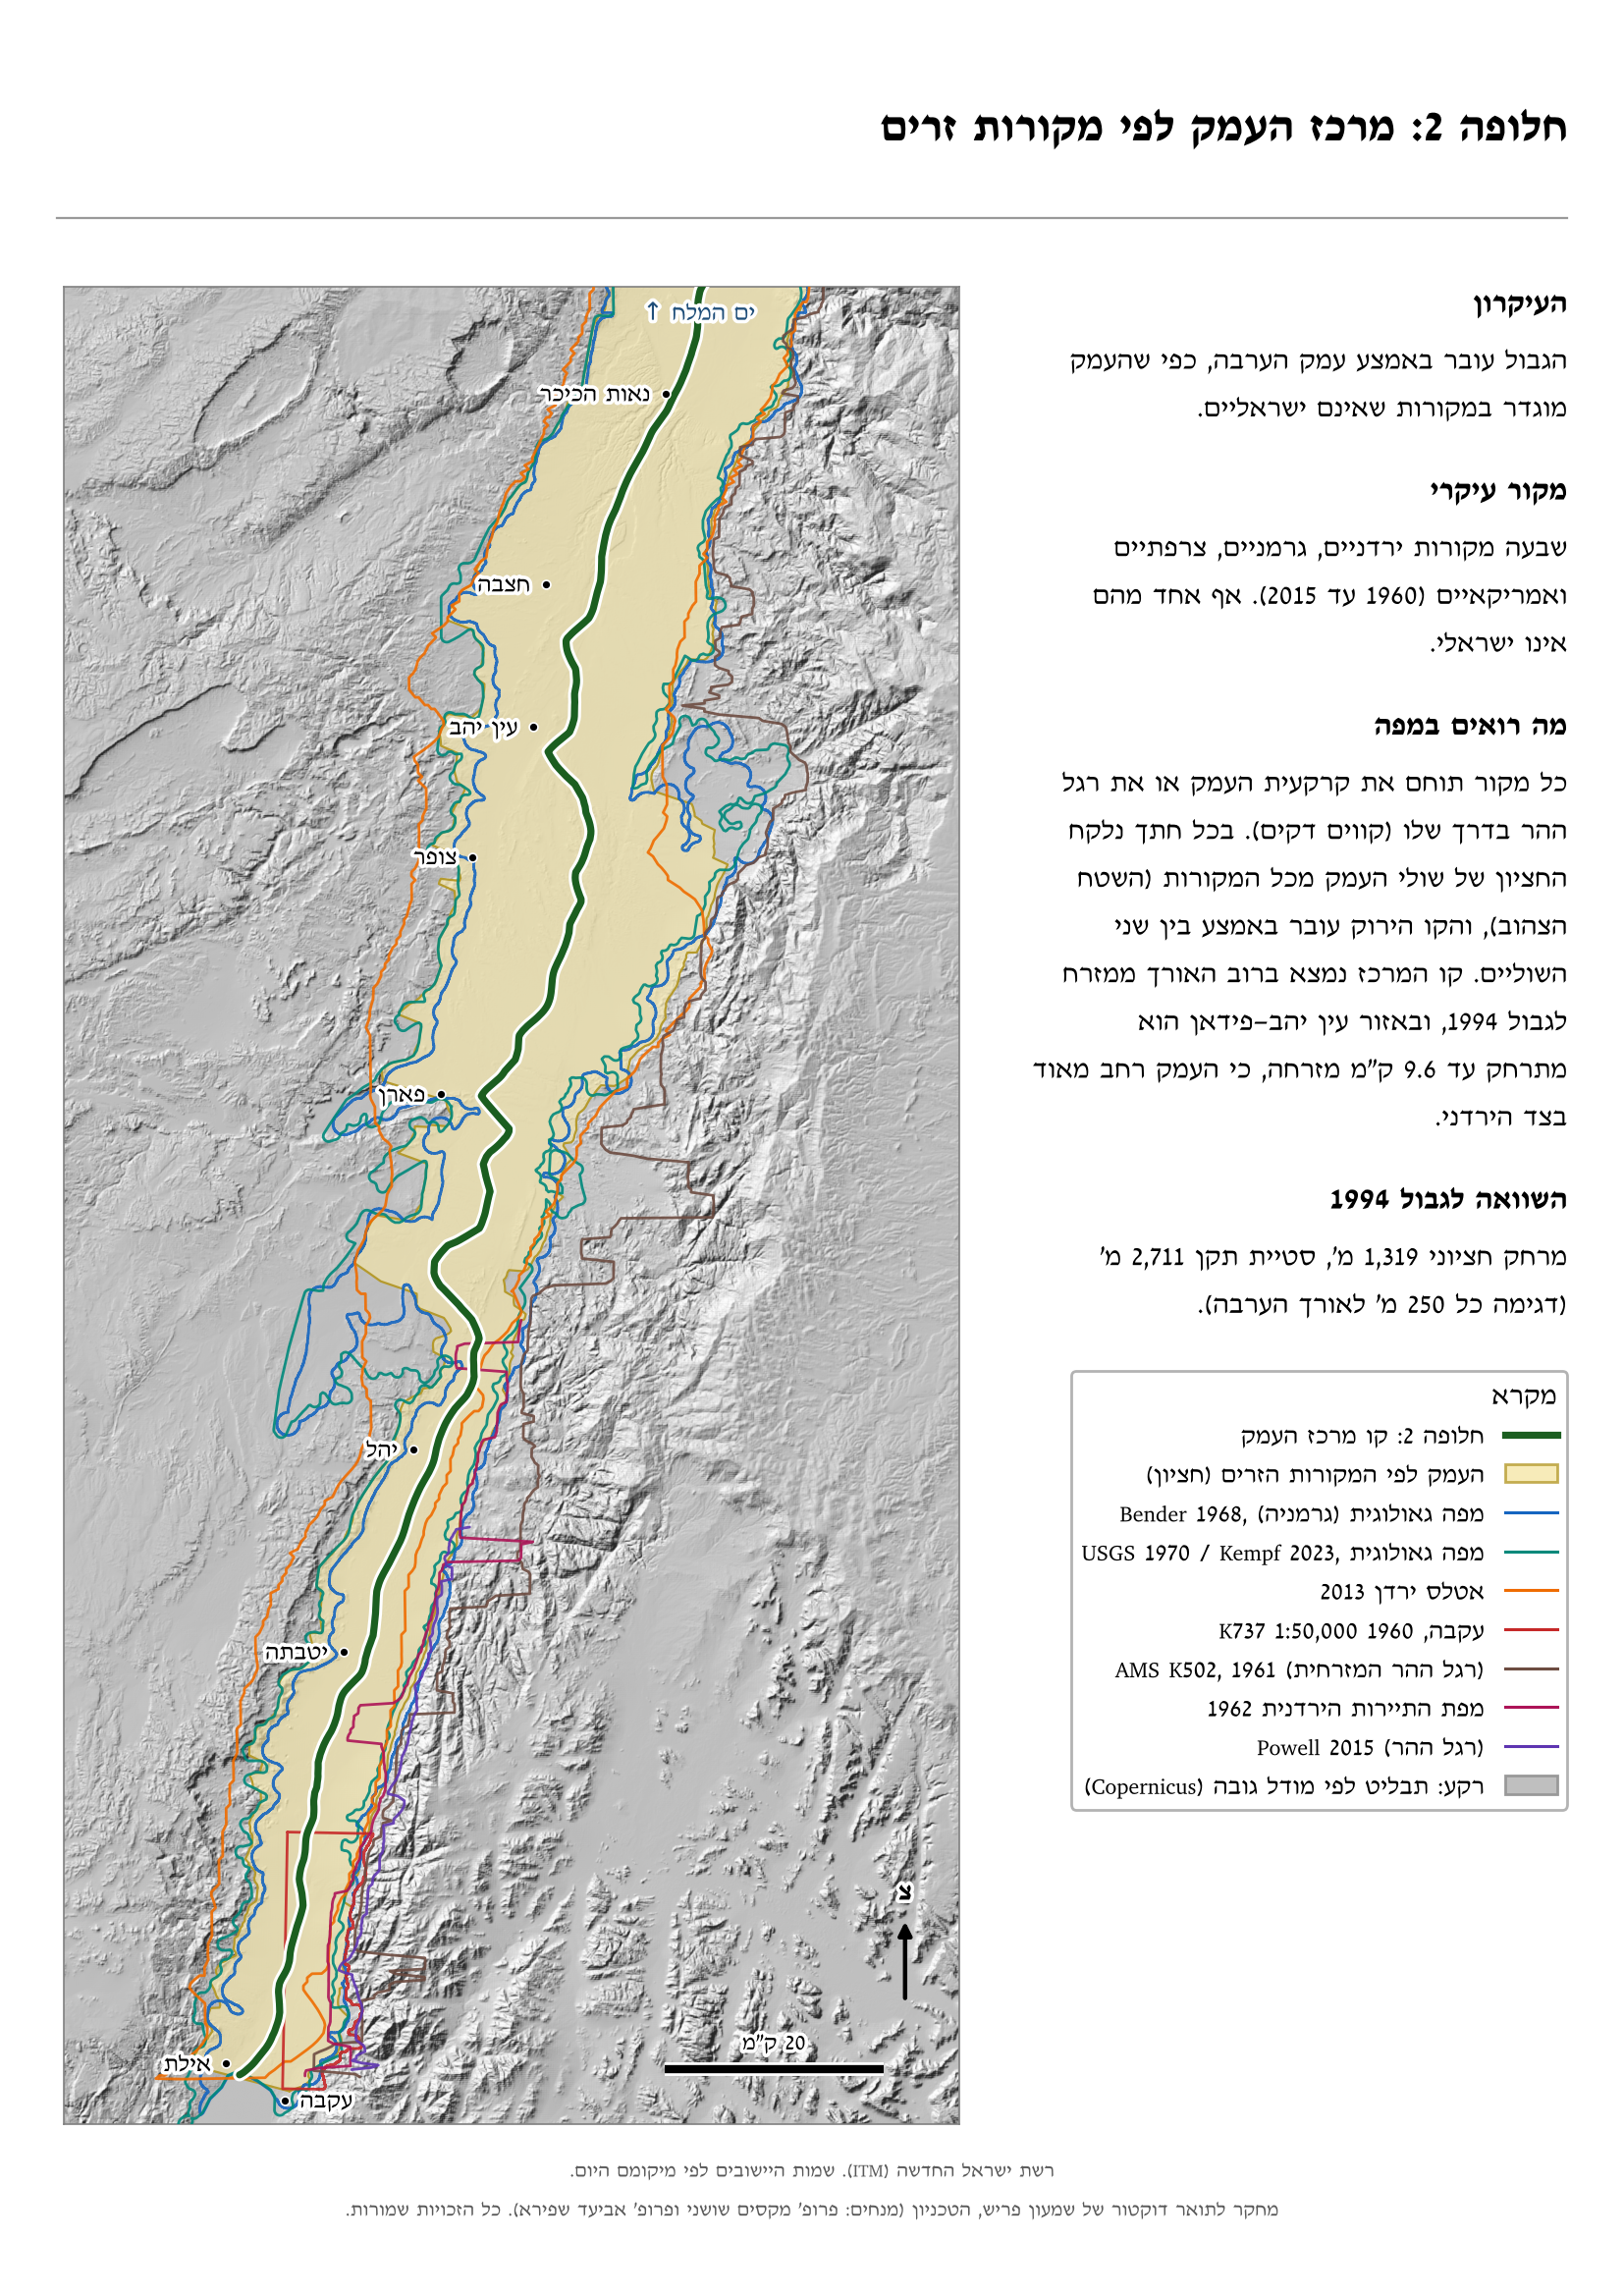 חלופה 2: מרכז העמק לפי מקורות זרים
העיקרון
הגבול עובר באמצע עמק הערבה, כפי שהעמק
מוגדר במקורות שאינם ישראליים.
מקור עיקרי
שבעה מקורות ירדניים, גרמניים, צרפתיים
ואמריקאיים (1960 עד 2015). אף אחד מהם
אינו ישראלי.
מה רואים במפה
כל מקור תוחם את קרקעית העמק או את רגל
ההר בדרך שלו (קווים דקים). בכל חתך נלקח
החציון של שולי העמק מכל המקורות (השטח
הצהוב), והקו הירוק עובר באמצע בין שני
השוליים. קו המרכז נמצא ברוב האורך ממזרח
לגבול 1994, ובאזור עין יהב–פידאן הוא
מתרחק עד 9.6 ק"מ מזרחה, כי העמק רחב מאוד
בצד הירדני.
השוואה לגבול 1994
מרחק חציוני 1,319 מ', סטיית תקן 2,711 מ'
(דגימה כל 250 מ' לאורך הערבה).
מקרא
חלופה 2: קו מרכז העמק
העמק לפי המקורות הזרים (חציון)
מפה גאולוגית (גרמניה), Bender 1968
מפה גאולוגית, USGS 1970 / Kempf 2023
אטלס ירדן 2013
עקבה, K737 1:50,000 1960
(רגל ההר המזרחית) AMS K502, 1961
מפת התיירות הירדנית 1962
(רגל ההר) Powell 2015
רקע: תבליט לפי מודל גובה (Copernicus)
ים המלח ↑
נאות הכיכר
חצבה
עין יהב
צופר
פארן
יהל
יטבתה
אילת
עקבה
צ
20 ק"מ
רשת ישראל החדשה (ITM). שמות היישובים לפי מיקומם היום.
מחקר לתואר דוקטור של שמעון פריש, הטכניון (מנחים: פרופ' מקסים שושני ופרופ' אביעד שפירא). כל הזכויות שמורות.